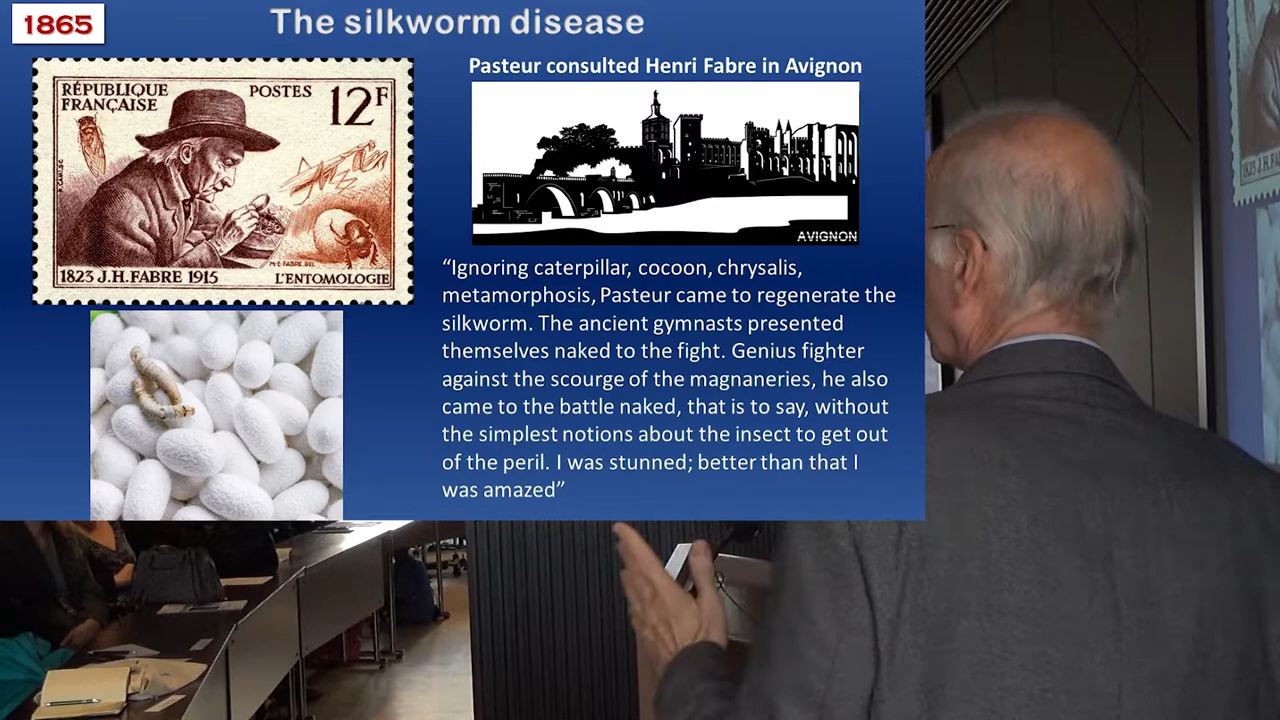 1865
The silkworm disease
RÉPUBLIQUE
FRANÇAISE
POSTES
12F
1823 J.H. FABRE 1915
L'ENTOMOLOGIE
Pasteur consulted Henri Fabre in Avignon
AVIGNON
“Ignoring caterpillar, cocoon, chrysalis,
metamorphosis, Pasteur came to regenerate the
silkworm. The ancient gymnasts presented
themselves naked to the fight. Genius fighter
against the scourge of the magnaneries, he also
came to the battle naked, that is to say, without
the simplest notions about the insect to get out
of the peril. I was stunned; better than that I
was amazed”